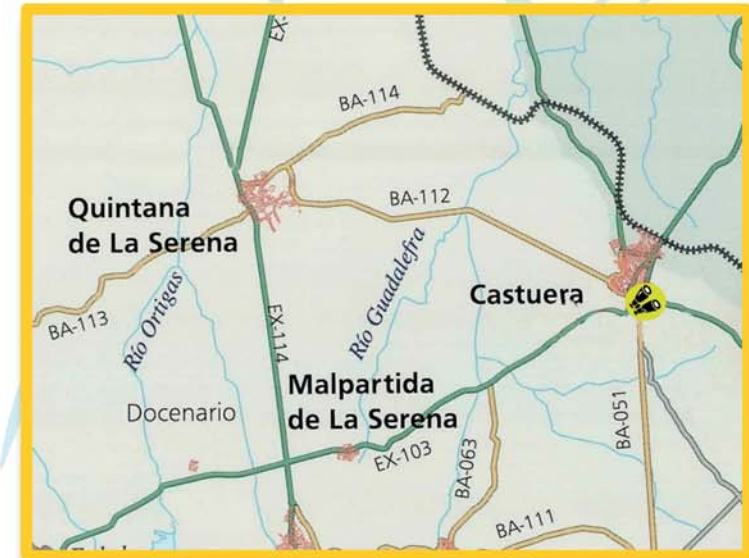 EX-
BA-114
Quintana
de La Serena
BA-112
Río Guadalefra
Castuera
BA-113
Río Ortigas
EX-114
Malpartida
de La Serena
Docenario
EX-103
BA-063
BA-051
BA-111